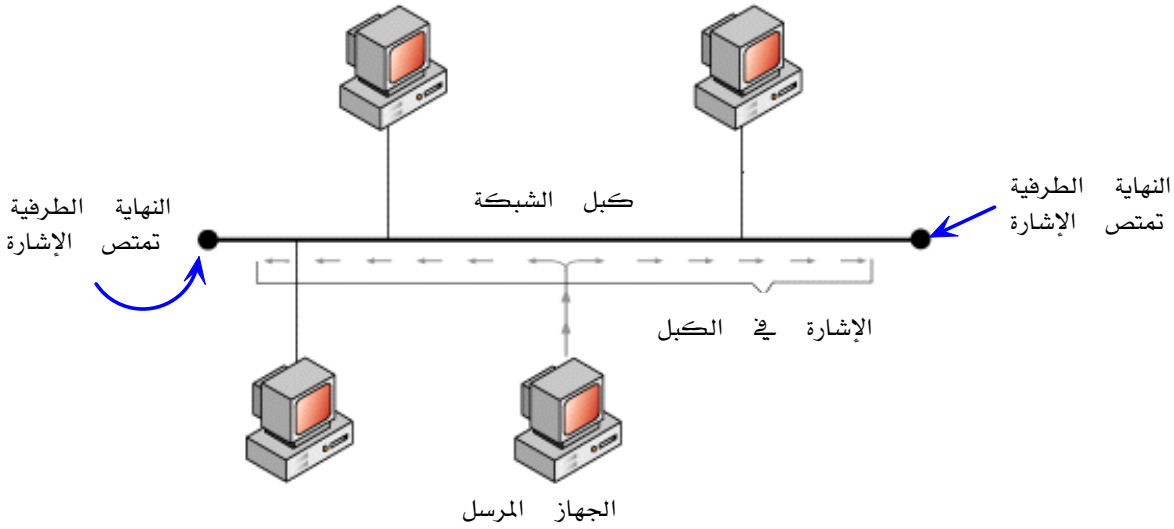 كبل الشبكة
النهاية الطرفية
تمتص الإشارة
النهاية الطرفية
تمتص الإشارة
الإشارة في الكبل
الجهاز المرسل